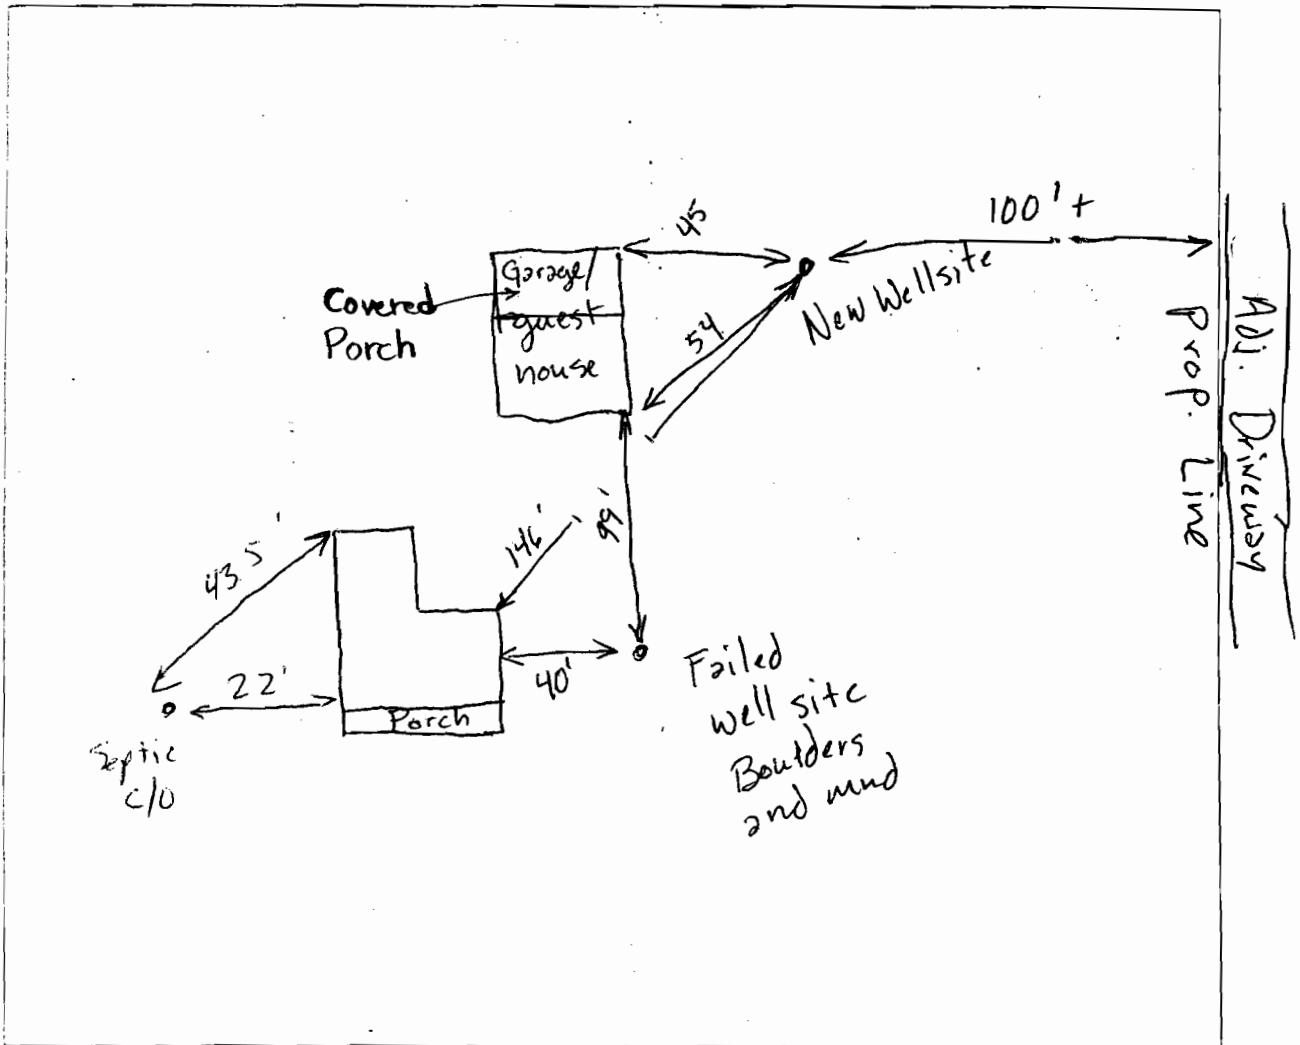 100'+
45
Garage/
guest
house
Covered
Porch
54
New Wellsite
Adj. Driveway
Prop. Line
43.5'
146'
99'
22'
40'
Porch
Septic
C/O
Failed
well site
Boulders
and mud